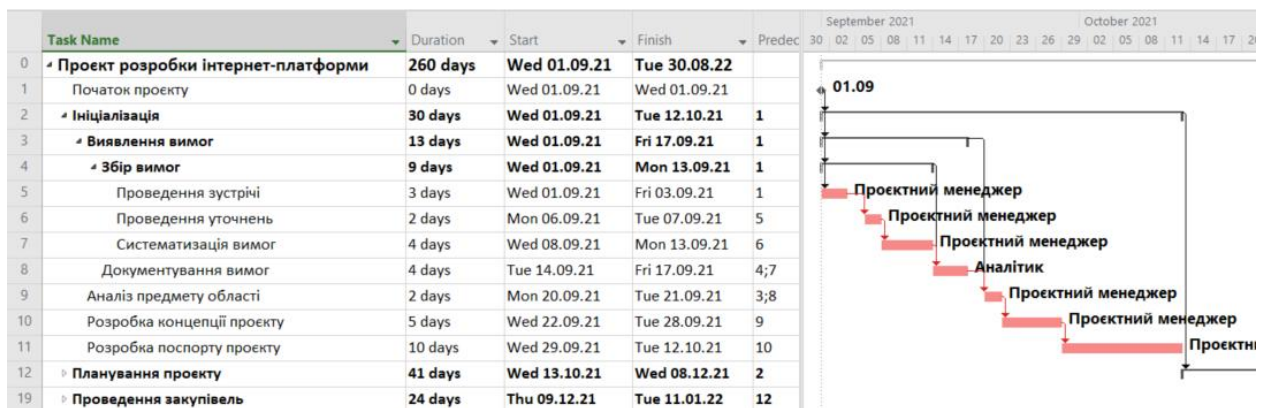 September 2021 October 2021
Task Name Duration Start Finish Predec 30 02 05 08 11 14 17 20 23 26 29 02 05 08 11 14 17
0 Проєкт розробки інтернет-платформи 260 days Wed 01.09.21 Tue 30.08.22
1 Початок проєкту 0 days Wed 01.09.21 Wed 01.09.21 01.09
2 Ініціалізація 30 days Wed 01.09.21 Tue 12.10.21 1
3 Виявлення вимог 13 days Wed 01.09.21 Fri 17.09.21 1
4 Збір вимог 9 days Wed 01.09.21 Mon 13.09.21 1
5 Проведення зустрічі 3 days Wed 01.09.21 Fri 03.09.21 1 Проєктний менеджер
6 Проведення уточнень 2 days Mon 06.09.21 Tue 07.09.21 5 Проєктний менеджер
7 Систематизація вимог 4 days Wed 08.09.21 Mon 13.09.21 6 Проєктний менеджер
8 Документування вимог 4 days Tue 14.09.21 Fri 17.09.21 4;7 Аналітик
9 Аналіз предмету області 2 days Mon 20.09.21 Tue 21.09.21 3;8 Проєктний менеджер
10 Розробка концепції проєкту 5 days Wed 22.09.21 Tue 28.09.21 9 Проєктний менеджер
11 Розробка поспорту проєкту 10 days Wed 29.09.21 Tue 12.10.21 10 Проєктн
12 Планування проєкту 41 days Wed 13.10.21 Wed 08.12.21 2
19 Проведення закупівель 24 days Thu 09.12.21 Tue 11.01.22 12